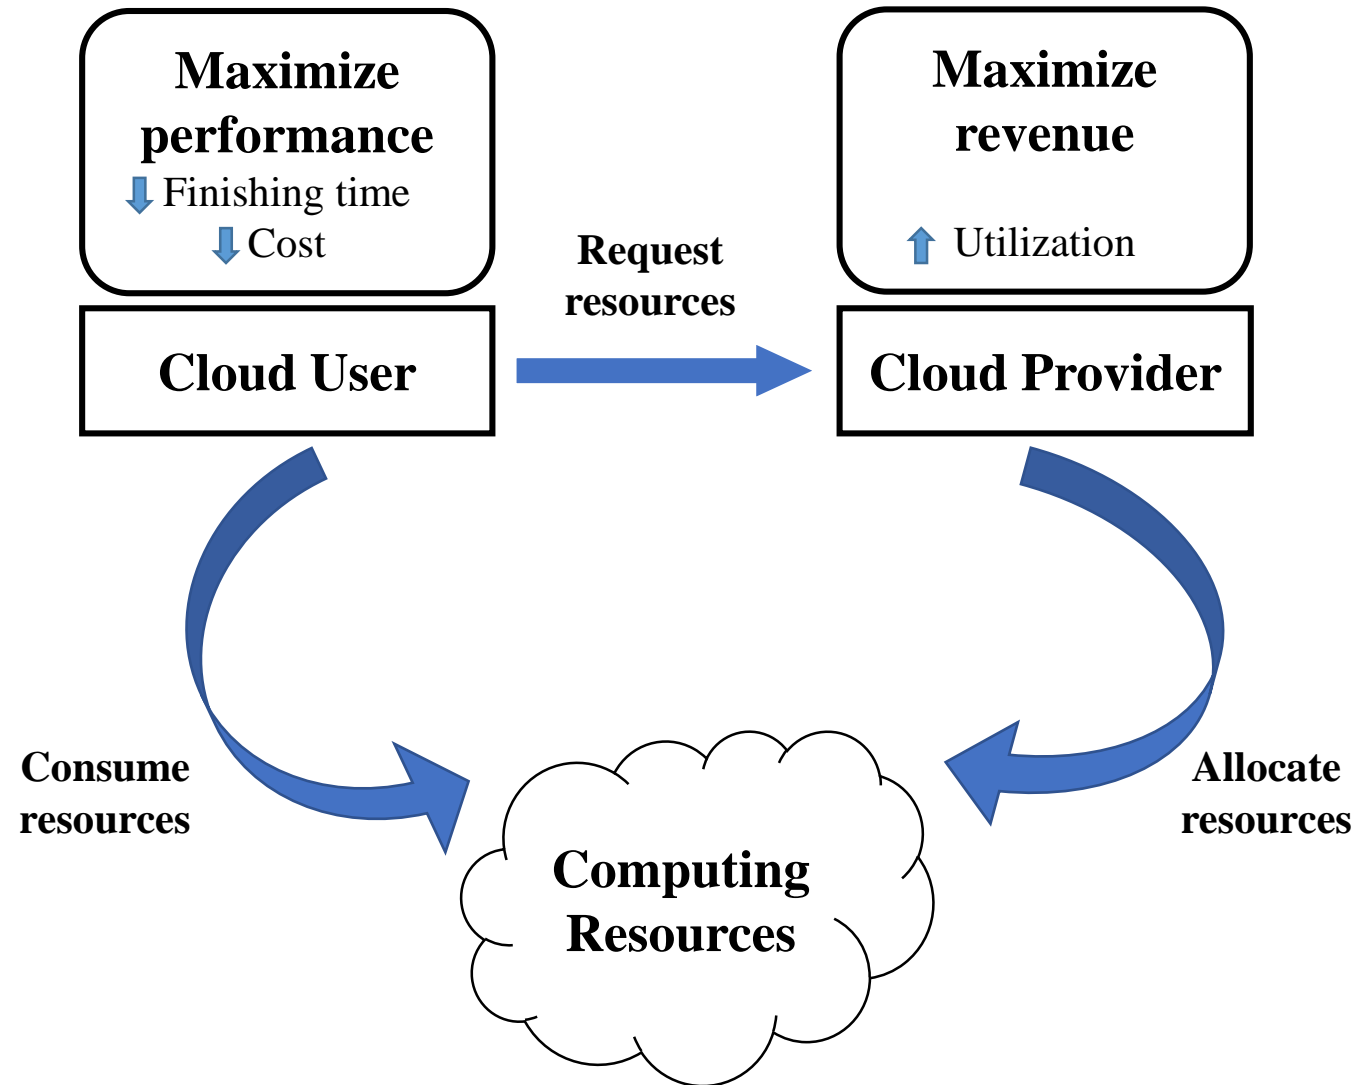 Maximize
performance
Finishing time
Cost
Cloud User
Request
resources
Maximize
revenue
Utilization
Cloud Provider
Consume
resources
Allocate
resources
Computing
Resources